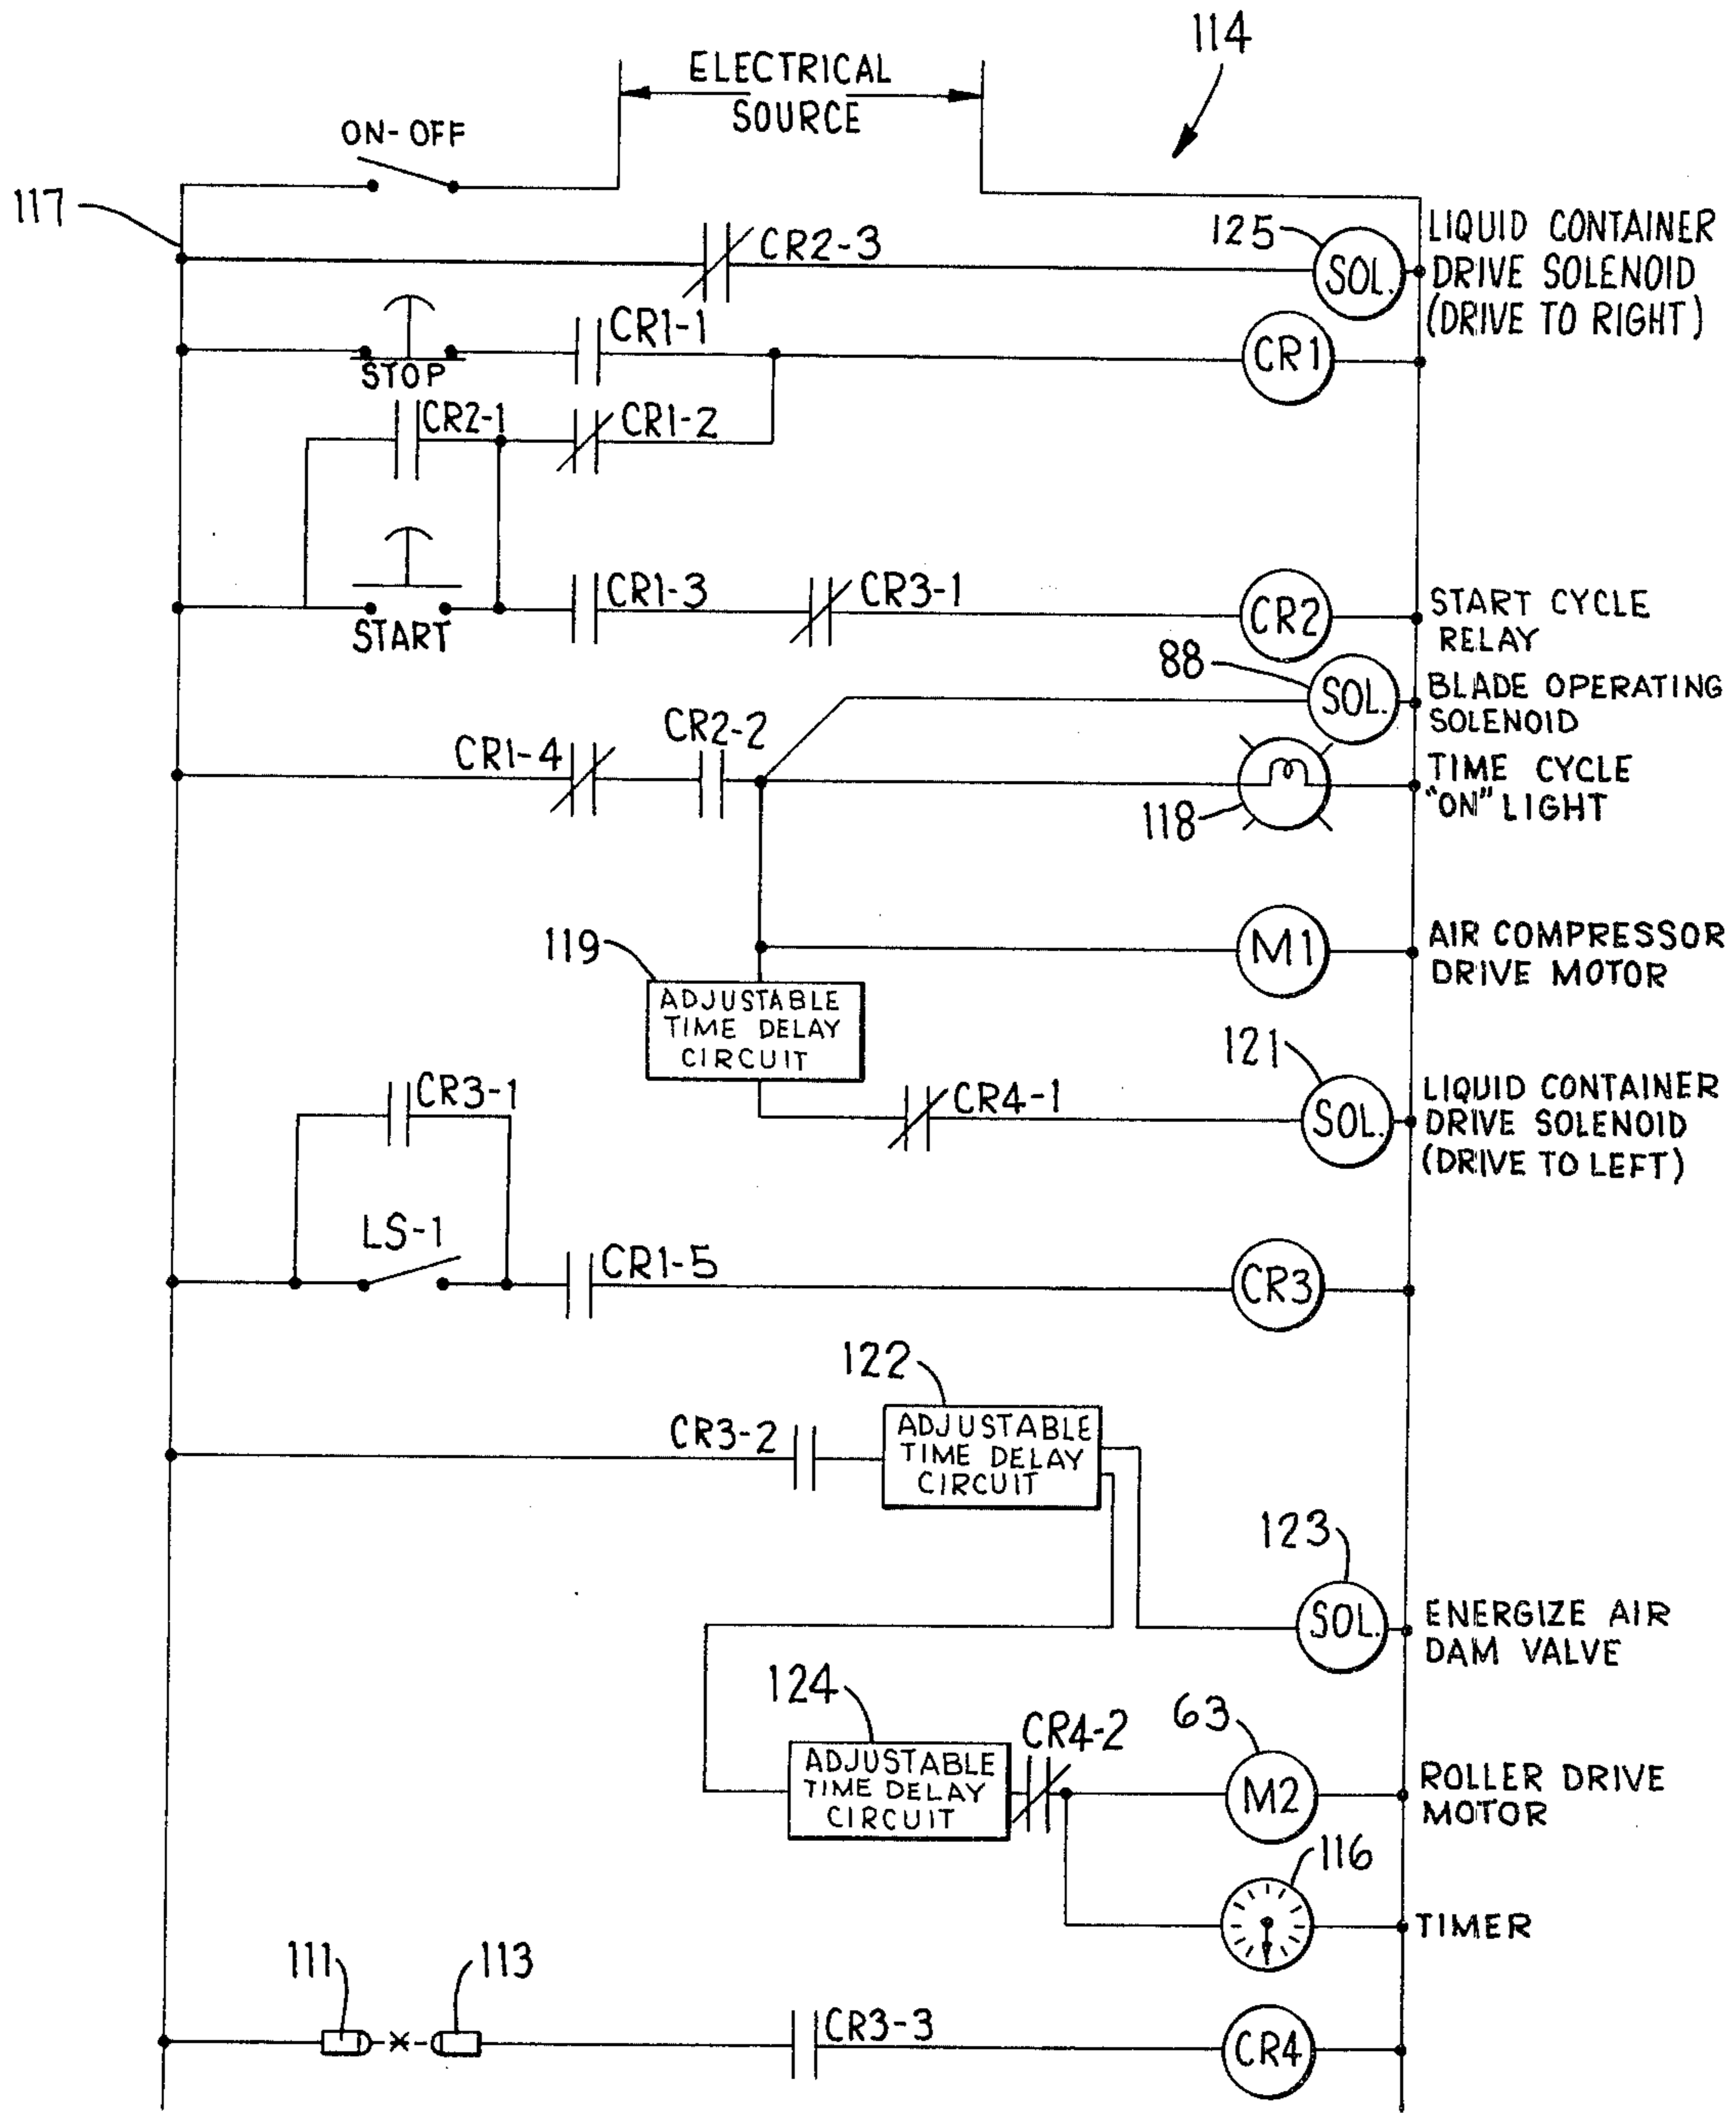 114
ELECTRICAL
SOURCE
ON-OFF
117
CR2-3
125
SOL.
LIQUID CONTAINER
DRIVE SOLENOID
(DRIVE TO RIGHT)
STOP
CR1-1
CR1
CR2-1
CR1-2
START
CR1-3
CR3-1
CR2
START CYCLE
RELAY
88
SOL.
BLADE OPERATING
SOLENOID
CR1-4
CR2-2
118
TIME CYCLE
"ON" LIGHT
119
M1
AIR COMPRESSOR
DRIVE MOTOR
ADJUSTABLE
TIME DELAY
CIRCUIT
CR4-1
121
SOL.
LIQUID CONTAINER
DRIVE SOLENOID
(DRIVE TO LEFT)
CR3-1
LS-1
CR1-5
CR3
122
CR3-2
ADJUSTABLE
TIME DELAY
CIRCUIT
123
SOL.
ENERGIZE AIR
DAM VALVE
124
ADJUSTABLE
TIME DELAY
CIRCUIT
CR4-2
63
M2
ROLLER DRIVE
MOTOR
116
TIMER
111
113
CR3-3
CR4